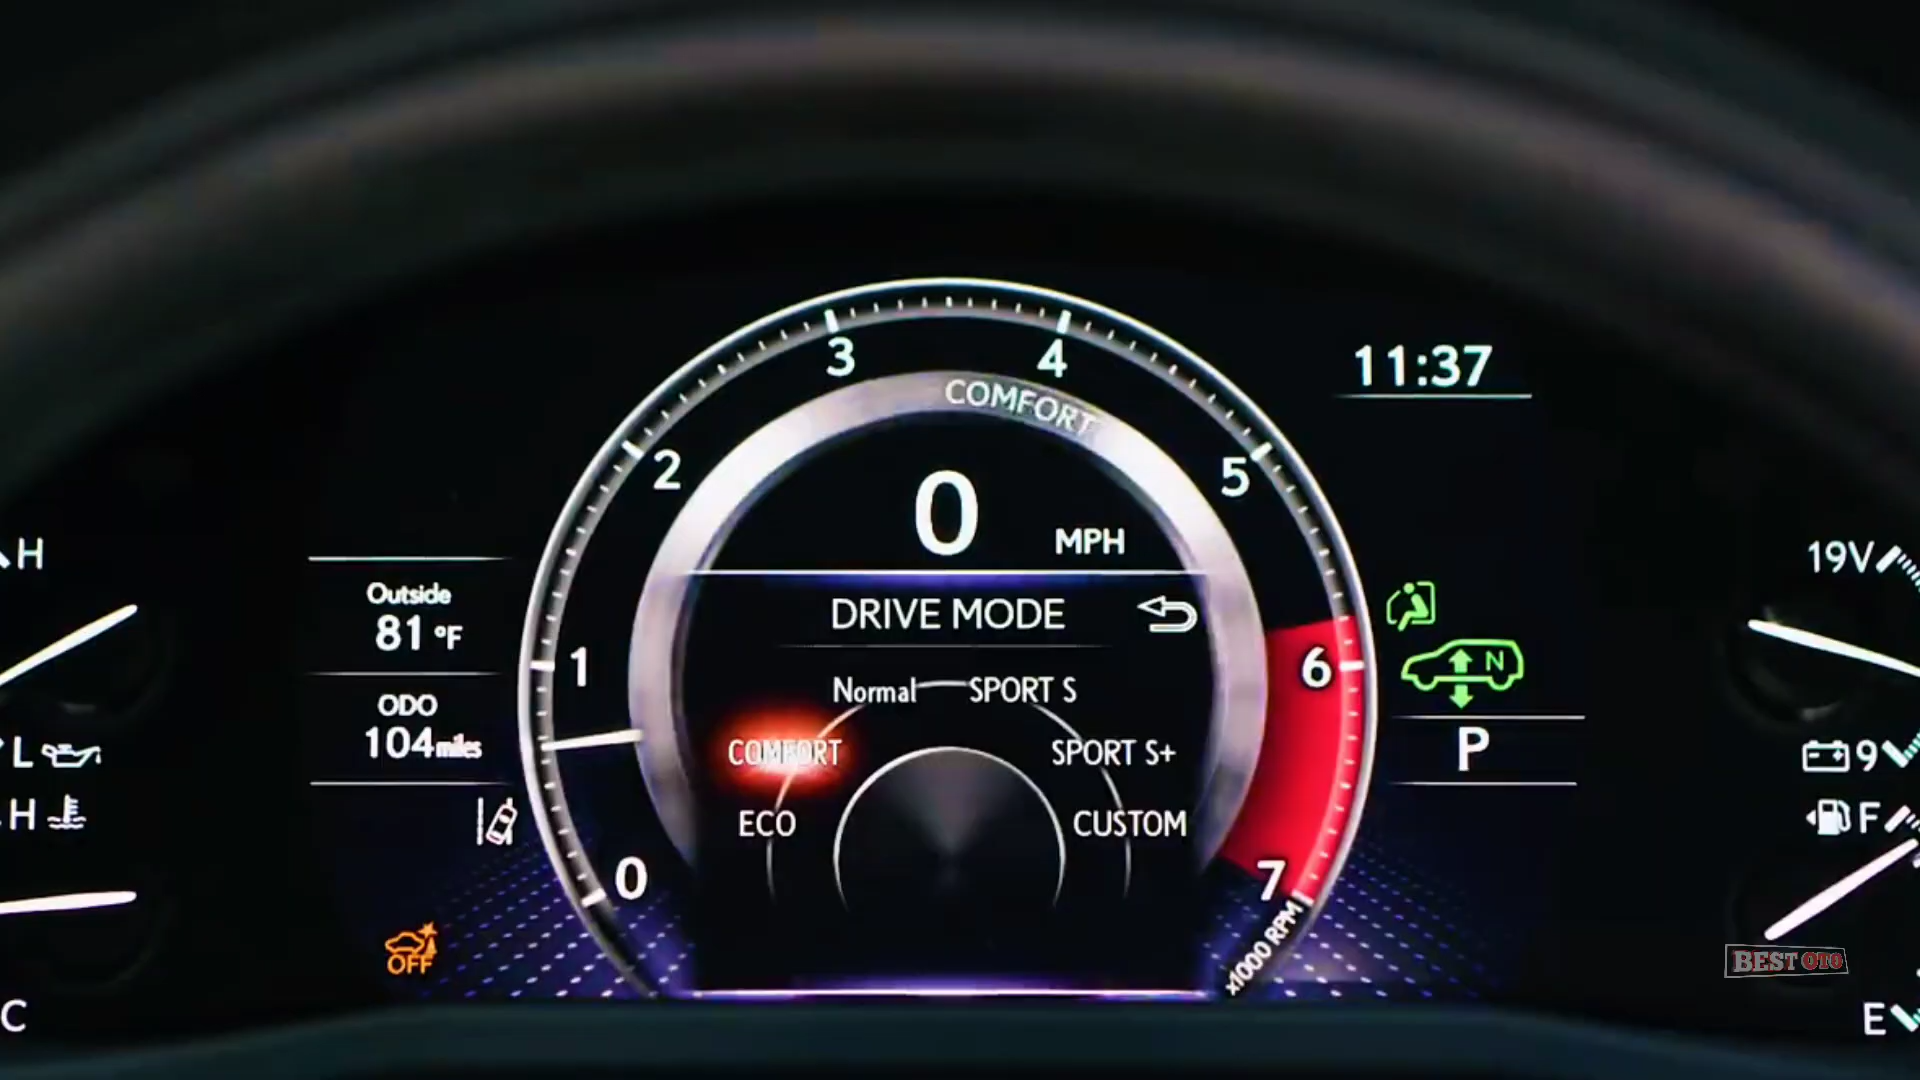 3
4
COMFORT
11:37
2
5
0
MPH
H
19V
Outside
81 °F
DRIVE MODE
1
6
N
Normal
SPORT S
ODO
104 miles
P
COMFORT
SPORT S+
L
9
H
F
ECO
CUSTOM
0
7
x1000 RPM
OFF
BEST OTO
C
E